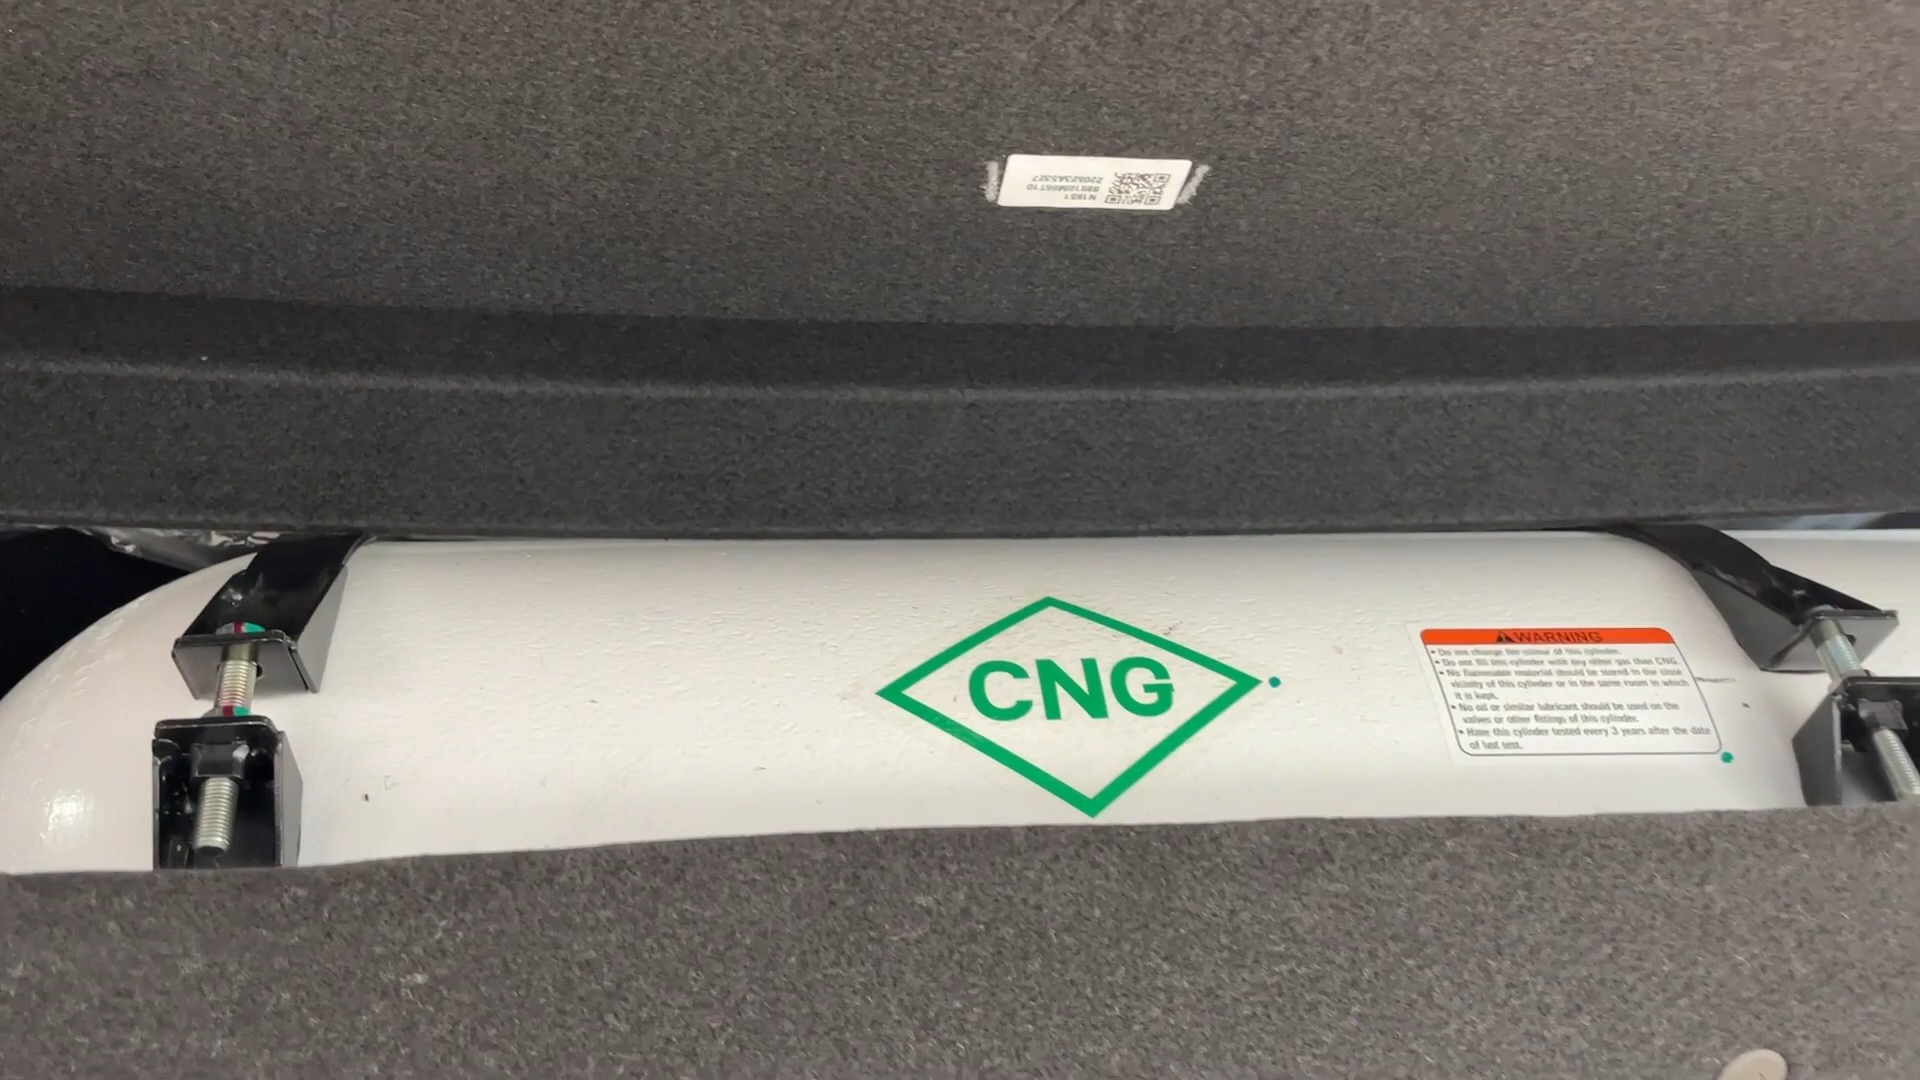 N1651
220523A5327
CNG
WARNING
• Do not change the colour of this cylinder.
• Do not fill this cylinder with any other gas than CNG.
• No flammable material should be stored in the close
vicinity of this cylinder or in the same room in which
it is kept.
• No oil or similar lubricant should be used on the
valves or other fittings of this cylinder.
• Have this cylinder tested every 3 years after the date
of last test.